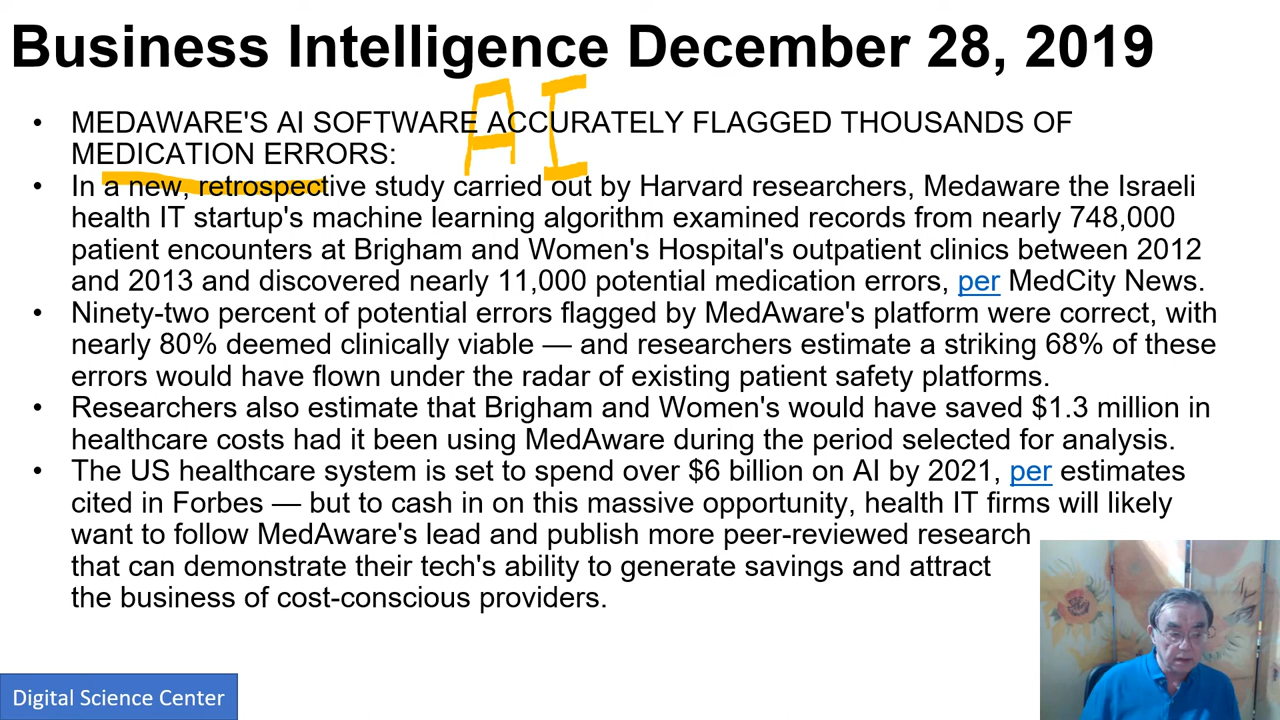 Business Intelligence December 28, 2019
• MEDAWARE'S AI SOFTWARE ACCURATELY FLAGGED THOUSANDS OF
MEDICATION ERRORS:
AI
• In a new, retrospective study carried out by Harvard researchers, Medaware the Israeli
health IT startup's machine learning algorithm examined records from nearly 748,000
patient encounters at Brigham and Women's Hospital's outpatient clinics between 2012
and 2013 and discovered nearly 11,000 potential medication errors, per MedCity News.
• Ninety-two percent of potential errors flagged by MedAware's platform were correct, with
nearly 80% deemed clinically viable — and researchers estimate a striking 68% of these
errors would have flown under the radar of existing patient safety platforms.
• Researchers also estimate that Brigham and Women's would have saved $1.3 million in
healthcare costs had it been using MedAware during the period selected for analysis.
• The US healthcare system is set to spend over $6 billion on AI by 2021, per estimates
cited in Forbes — but to cash in on this massive opportunity, health IT firms will likely
want to follow MedAware's lead and publish more peer-reviewed research
that can demonstrate their tech's ability to generate savings and attract
the business of cost-conscious providers.
Digital Science Center